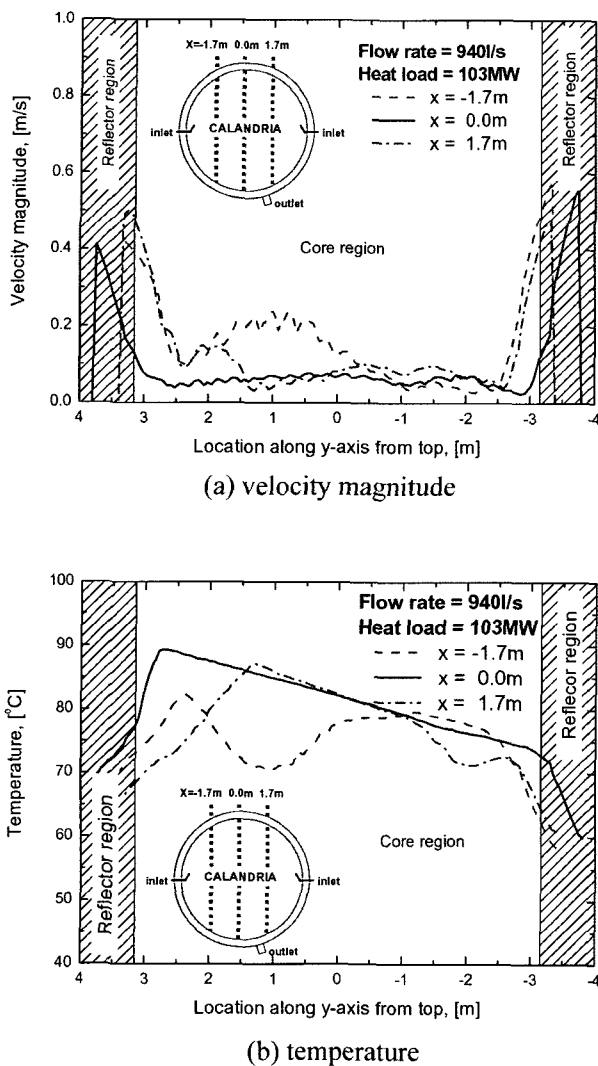 1.0
0.8
0.6
0.4
0.2
0.0
Velocity magnitude, [m/s]
Reflector region
X=-1.7m 0.0m 1.7m
inlet
CALANDRIA
inlet
outlet
Flow rate = 940l/s
Heat load = 103MW
x = -1.7m
x = 0.0m
x = 1.7m
Reflector region
Core region
4 3 2 1 0 -1 -2 -3 -4
Location along y-axis from top, [m]
(a) velocity magnitude
100
90
80
70
60
50
40
Temperature, [°C]
Flow rate = 940l/s
Heat load = 103MW
x = -1.7m
x = 0.0m
x = 1.7m
Reflecor region
Reflector region
X=-1.7m 0.0m 1.7m
inlet
CALANDRIA
inlet
outlet
Core region
4 3 2 1 0 -1 -2 -3 -4
Location along y-axis from top, [m]
(b) temperature